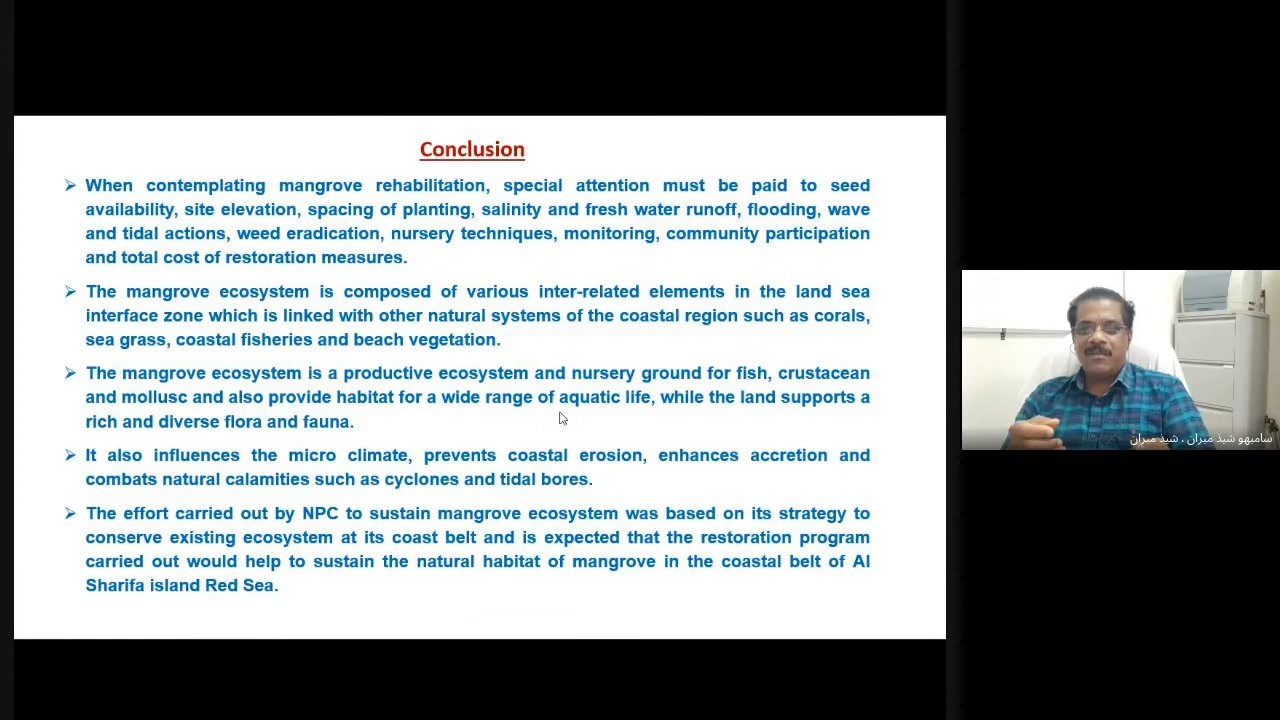 Conclusion
When contemplating mangrove rehabilitation, special attention must be paid to seed
availability, site elevation, spacing of planting, salinity and fresh water runoff, flooding, wave
and tidal actions, weed eradication, nursery techniques, monitoring, community participation
and total cost of restoration measures.
The mangrove ecosystem is composed of various inter-related elements in the land sea
interface zone which is linked with other natural systems of the coastal region such as corals,
sea grass, coastal fisheries and beach vegetation.
The mangrove ecosystem is a productive ecosystem and nursery ground for fish, crustacean
and mollusc and also provide habitat for a wide range of aquatic life, while the land supports a
rich and diverse flora and fauna.
It also influences the micro climate, prevents coastal erosion, enhances accretion and
combats natural calamities such as cyclones and tidal bores.
The effort carried out by NPC to sustain mangrove ecosystem was based on its strategy to
conserve existing ecosystem at its coast belt and is expected that the restoration program
carried out would help to sustain the natural habitat of mangrove in the coastal belt of Al
Sharifa island Red Sea.
سامبهو شيذ ميران ، شيذ ميران